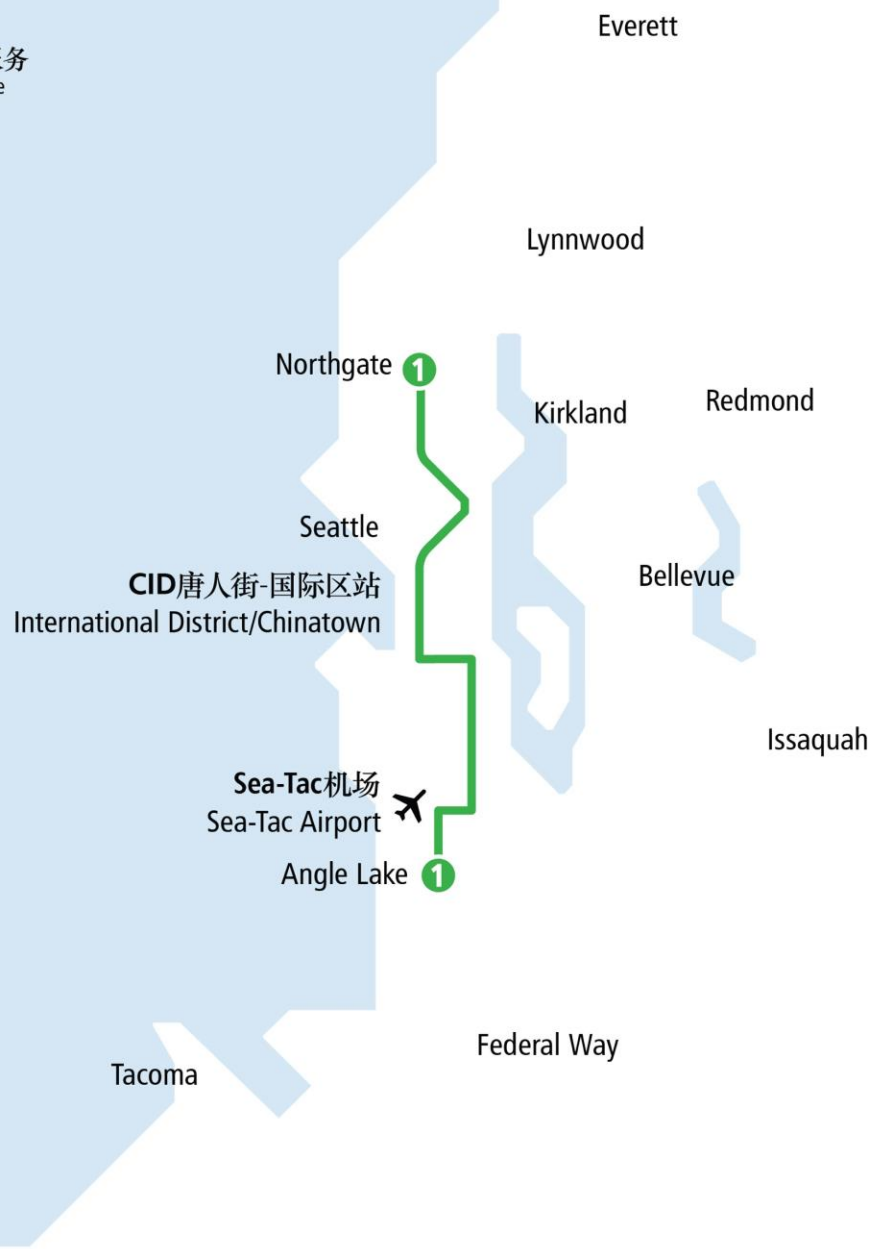 Everett
务
e
Lynnwood
Northgate 1
Kirkland
Redmond
Seattle
Bellevue
CID唐人街-国际区站
International District/Chinatown
Issaquah
Sea-Tac机场
Sea-Tac Airport
Angle Lake 1
Federal Way
Tacoma